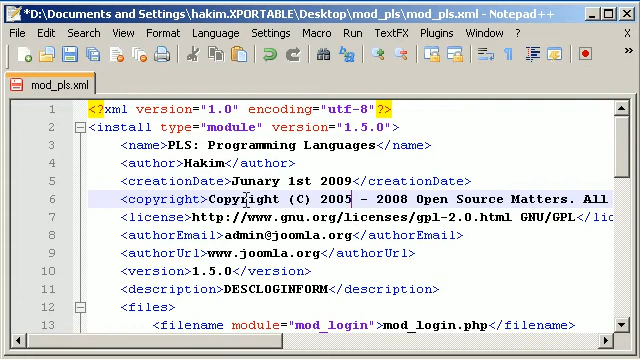 *D:\Documents and Settings\hakim.XPORTABLE\Desktop\mod_pls\mod_pls.xml - Notepad++
File Edit Search View Format Language Settings Macro Run TextFX Plugins Window ? X
mod_pls.xml
1 <?xml version="1.0" encoding="utf-8"?>
2 <install type="module" version="1.5.0">
3 <name>PLS: Programming Languages</name>
4 <author>Hakim</author>
5 <creationDate>Junary 1st 2009</creationDate>
6 <copyright>Copyright (C) 2005 - 2008 Open Source Matters. All
7 <license>http://www.gnu.org/licenses/gpl-2.0.html GNU/GPL</lic
8 <authorEmail>admin@joomla.org</authorEmail>
9 <authorUrl>www.joomla.org</authorUrl>
10 <version>1.5.0</version>
11 <description>DESCLOGINFORM</description>
12 <files>
13 <filename module="mod_login">mod_login.php</filename>